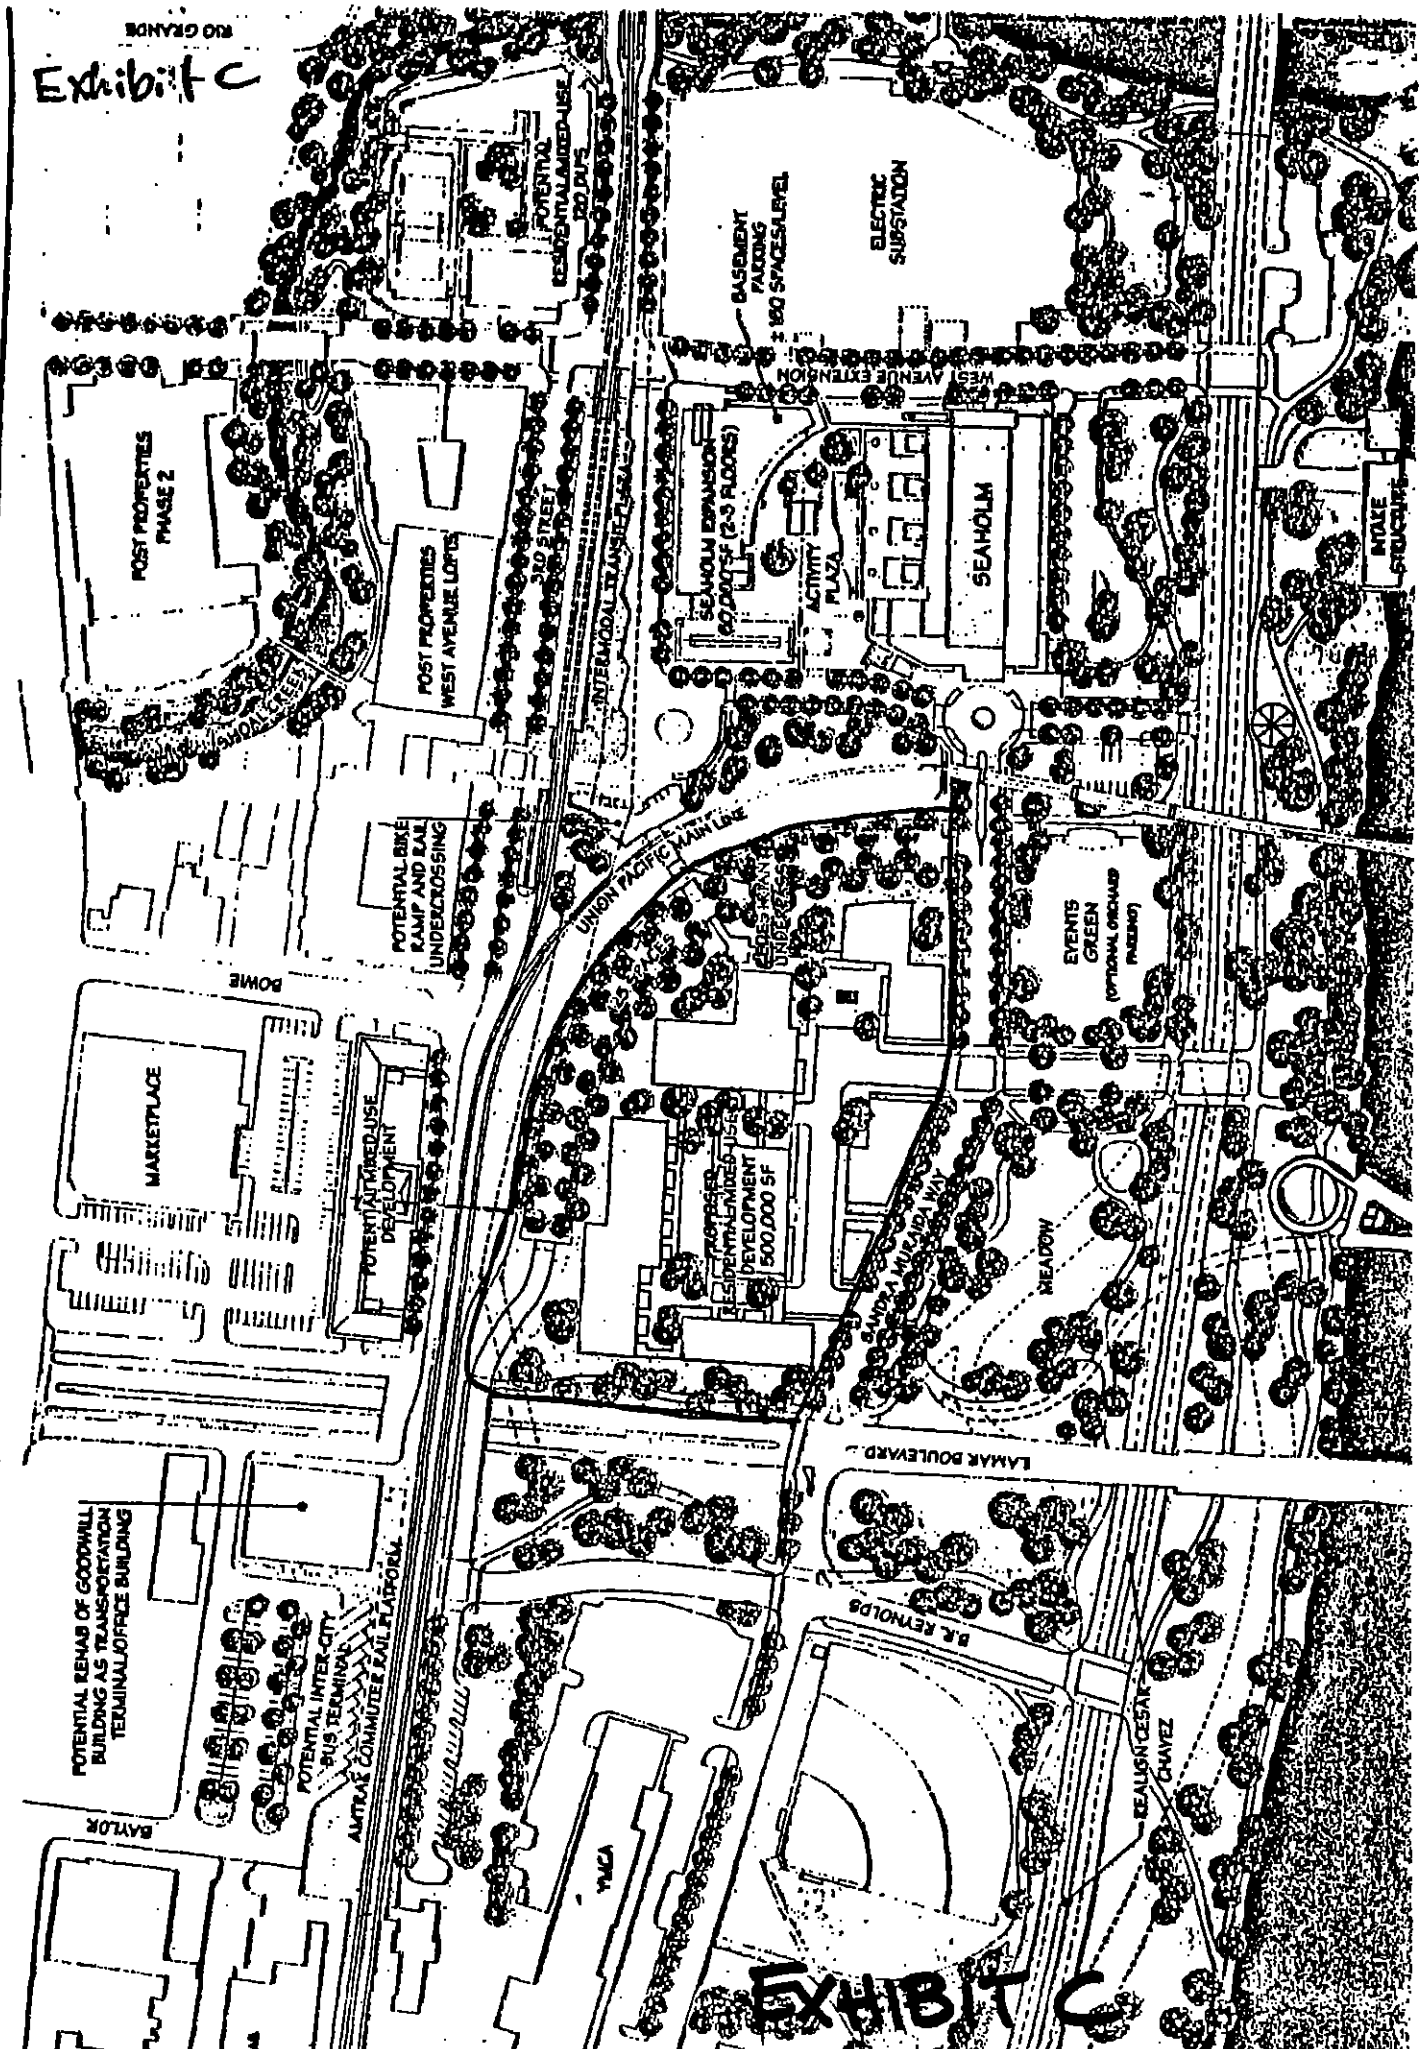 RIO GRANDE
Exhibit C
POTENTIAL
RESIDENTIAL/MIXED-USE
120 DU'S
BASEMENT
PARKING
± 160 SPACES/LEVEL
ELECTRIC
SUBSTATION
WEST AVENUE EXTENSION
POST PROPERTIES
PHASE 2
POST PROPERTIES
WEST AVENUE LOFTS
3RD STREET
INTERMODAL TRANSIT PLAZA
SEAHOLM EXPANSION
60,000 SF (2-3 FLOORS)
ACTIVITY
PLAZA
SEAHOLM
INTAKE
STRUCTURE
SHOAL CREEK
POTENTIAL BIKE
RAMP AND RAIL
UNDERCROSSING
UNION PACIFIC MAIN LINE
PEDESTRIAN
UNDERPASS
EVENTS
GREEN
(OPTIONAL ORCHARD
PARKING)
BOWIE
MARKETPLACE
POTENTIAL MIXED-USE
DEVELOPMENT
PROPOSED
RESIDENTIAL/MIXED-USE
DEVELOPMENT
500,000 SF
SANDRA MURAIDA WAY
MEADOW
LAMAR BOULEVARD
POTENTIAL REHAB OF GOODWILL
BUILDING AS TRANSPORTATION
TERMINAL/OFFICE BUILDING
POTENTIAL INTER-CITY
BUS TERMINAL
AMTRAK COMMUTER RAIL PLATFORM
B.R. REYNOLDS
REALIGN CESAR
CHAVEZ
BAYLOR
YMCA
EXHIBIT C